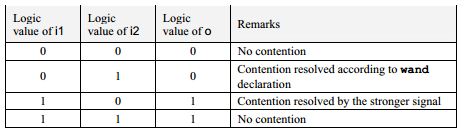 Logic value of i1 Logic value of i2 Logic value of o Remarks
0 0 0 No contention
0 1 0 Contention resolved according to wand declaration
1 0 1 Contention resolved by the stronger signal
1 1 1 No contention